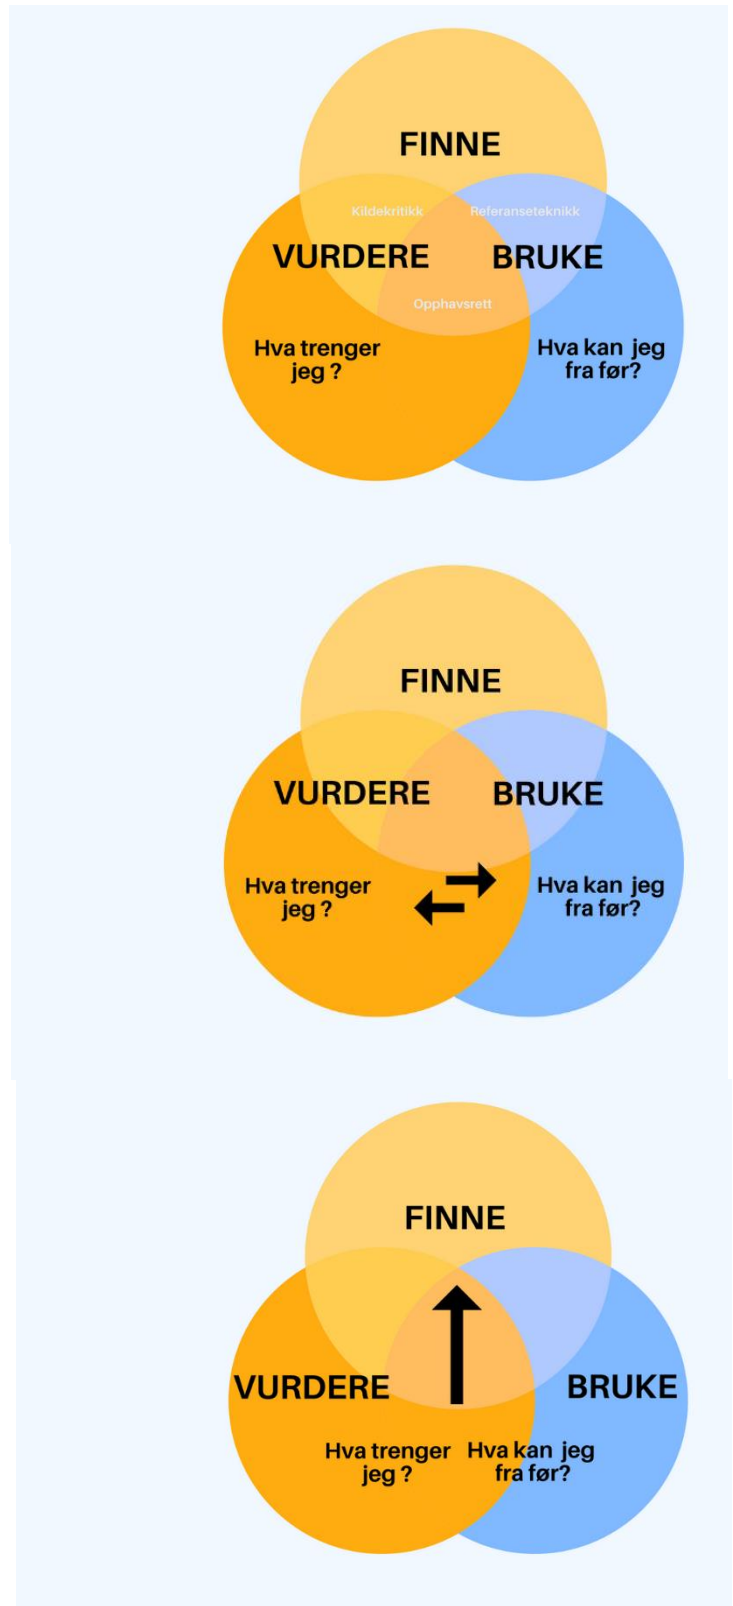 FINNE
Kildekritikk Referanseteknikk
VURDERE BRUKE
Opphavsrett
Hva trenger Hva kan jeg
jeg ? fra før?
FINNE
VURDERE BRUKE
Hva trenger Hva kan jeg
jeg ? fra før?
FINNE
VURDERE BRUKE
Hva trenger Hva kan jeg
jeg ? fra før?